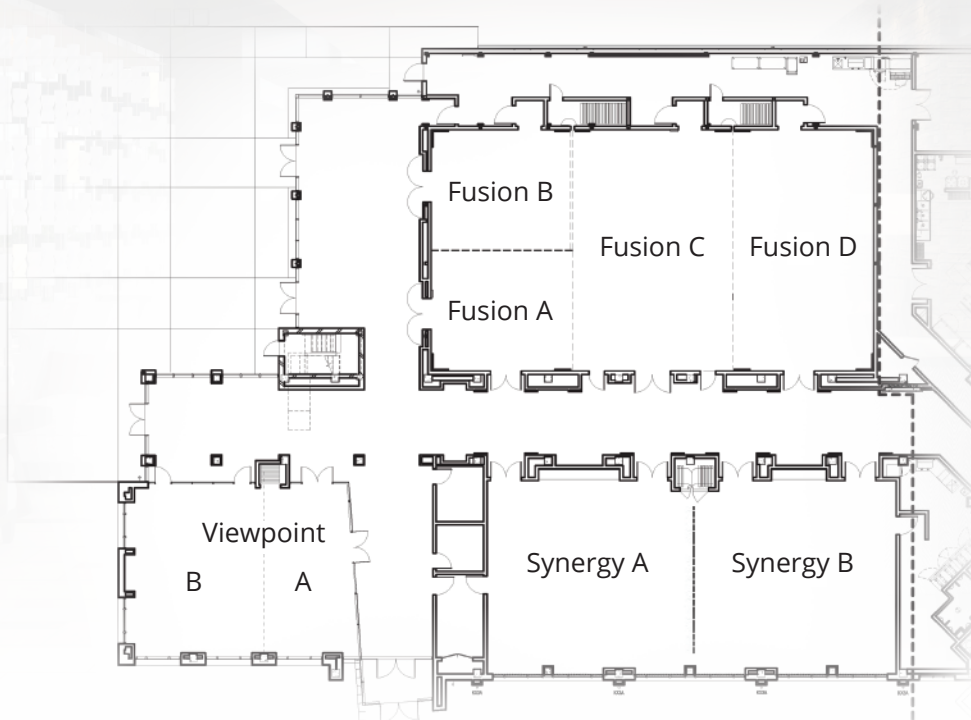 Fusion B
Fusion C
Fusion D
Fusion A
Viewpoint
B
A
Synergy A
Synergy B